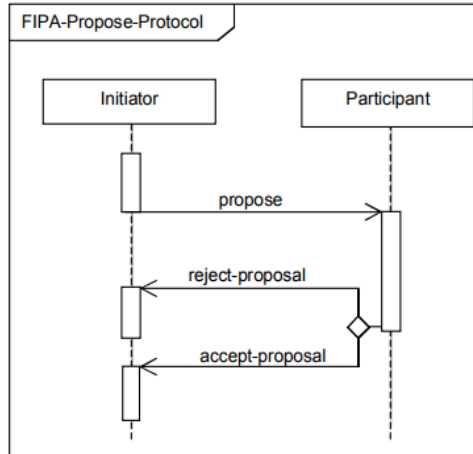 FIPA-Propose-Protocol
Initiator
Participant
propose
reject-proposal
accept-proposal